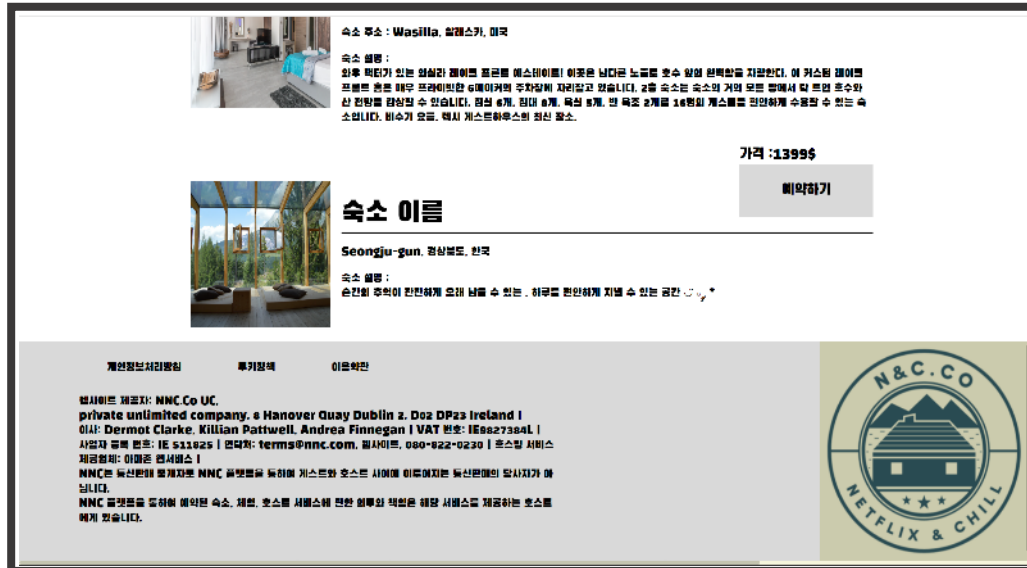 숙소 주소 : Wasilla, 알래스카, 미국
숙소 설명 :
와우 팩터가 있는 와실라 레이크 프론트 에스테이트! 이곳은 남다른 노을로 호수 앞의 완벽함을 자랑한다. 이 커스텀 레이크
프론트 홈은 매우 프라이빗한 6에이커의 주차장에 자리잡고 있습니다. 2층 숙소는 숙소의 거의 모든 방에서 탁 트인 호수와
산 전망을 감상할 수 있습니다. 침실 6개, 침대 8개, 욕실 5개, 반 욕조 2개로 16명의 게스트를 편안하게 수용할 수 있는 숙
소입니다. 비수기 요금. 렉시 게스트하우스의 최신 장소.
가격 :1399$
예약하기
숙소 이름
Seongju-gun, 경상북도, 한국
숙소 설명 :
순간의 추억이 잔잔하게 오래 남을 수 있는 . 하루를 편안하게 지낼 수 있는 공간
개인정보처리방침 쿠키정책 이용약관
웹사이트 제공자: NNC.Co UC,
private unlimited company. 8 Hanover Quay Dublin 2, D02 DP23 Ireland |
이사: Dermot Clarke, Killian Pattwell, Andrea Finnegan | VAT 번호: IE9827384L |
사업자 등록 번호: IE 511825 | 연락처: terms@nnc.com, 웹사이트, 080-822-0230 | 호스팅 서비스
제공업체: 아마존 웹서비스 |
NNC는 통신판매 중개자로 NNC 플랫폼을 통하여 게스트와 호스트 사이에 이루어지는 통신판매의 당사자가 아
닙니다.
NNC 플랫폼을 통하여 예약된 숙소, 체험, 호스트 서비스에 관한 의무와 책임은 해당 서비스를 제공하는 호스트
에게 있습니다.
N&C.CO
NETFLIX & CHILL